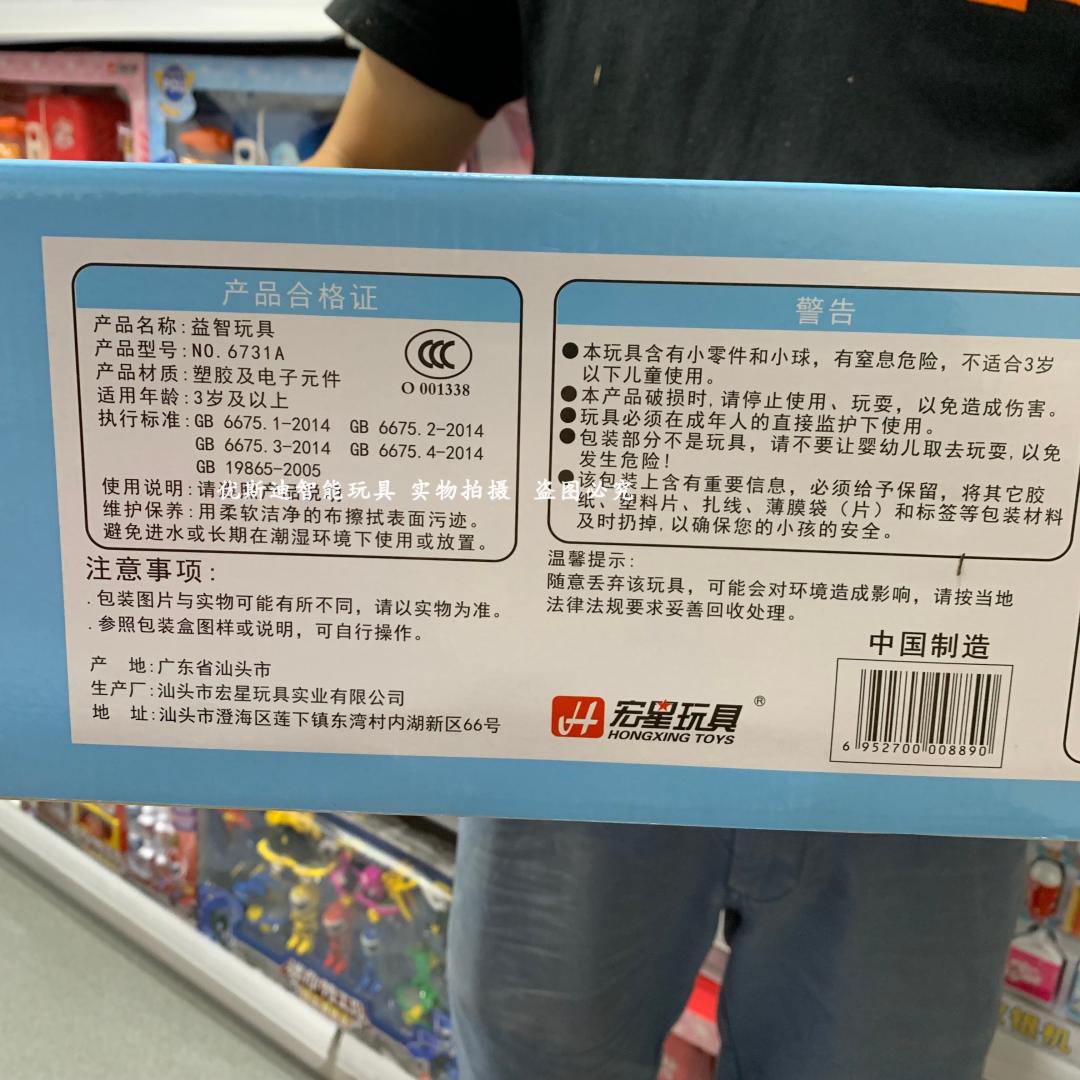 产品合格证
产品名称:益智玩具
产品型号:NO.6731A
产品材质:塑胶及电子元件
适用年龄:3岁及以上
执行标准:GB 6675.1-2014 GB 6675.2-2014
GB 6675.3-2014 GB 6675.4-2014
GB 19865-2005
使用说明:请
维护保养:用柔软洁净的布擦拭表面污迹。
避免进水或长期在潮湿环境下使用或放置。
CCC
O 001338
优斯迪智能玩具 实物拍摄 盗图必究
注意事项:
.包装图片与实物可能有所不同，请以实物为准。
.参照包装盒图样或说明，可自行操作。
产 地:广东省汕头市
生产厂:汕头市宏星玩具实业有限公司
地 址:汕头市澄海区莲下镇东湾村内湖新区66号
警告
●本玩具含有小零件和小球，有窒息危险，不适合3岁
以下儿童使用。
●本产品破损时,请停止使用、玩耍，以免造成伤害。
●玩具必须在成年人的直接监护下使用。
●包装部分不是玩具，请不要让婴幼儿取去玩耍,以免
发生危险!
●该包装上含有重要信息，必须给予保留，将其它胶
纸、塑料片、扎线、薄膜袋（片）和标签等包装材料
及时扔掉,以确保您的小孩的安全。
温馨提示:
随意丢弃该玩具，可能会对环境造成影响，请按当地
法律法规要求妥善回收处理。
中国制造
宏星玩具®
HONGXING TOYS
6 952700 008890